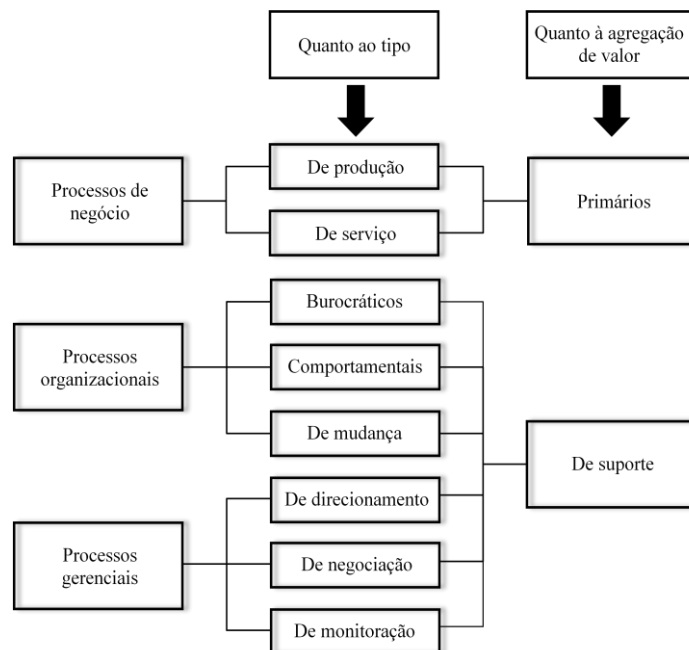 Quanto ao tipo
Quanto à agregação
de valor
Processos de
negócio
De produção
De serviço
Primários
Processos
organizacionais
Burocráticos
Comportamentais
De mudança
De suporte
Processos
gerenciais
De direcionamento
De negociação
De monitoração